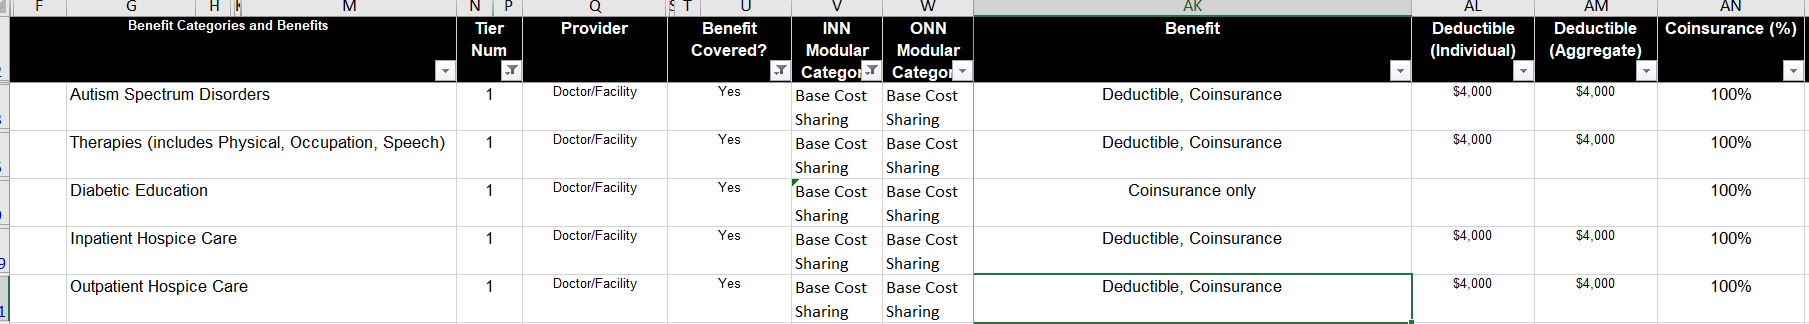 F G H K M N P Q S T U V W AK AL AM AN
Benefit Categories and Benefits Tier Num Provider Benefit Covered? INN Modular Categor ONN Modular Categor Benefit Deductible (Individual) Deductible (Aggregate) Coinsurance (%)
Autism Spectrum Disorders 1 Doctor/Facility Yes Base Cost Sharing Base Cost Sharing Deductible, Coinsurance $4,000 $4,000 100%
Therapies (includes Physical, Occupation, Speech) 1 Doctor/Facility Yes Base Cost Sharing Base Cost Sharing Deductible, Coinsurance $4,000 $4,000 100%
Diabetic Education 1 Doctor/Facility Yes Base Cost Sharing Base Cost Sharing Coinsurance only 100%
Inpatient Hospice Care 1 Doctor/Facility Yes Base Cost Sharing Base Cost Sharing Deductible, Coinsurance $4,000 $4,000 100%
Outpatient Hospice Care 1 Doctor/Facility Yes Base Cost Sharing Base Cost Sharing Deductible, Coinsurance $4,000 $4,000 100%